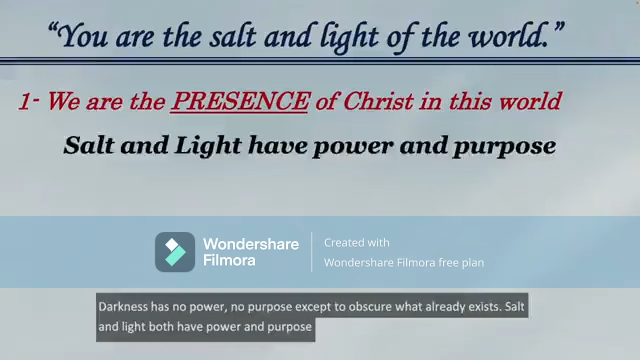 “You are the salt and light of the world.”
1- We are the PRESENCE of Christ in this world
Salt and Light have power and purpose
Wondershare
Filmora
Created with
Wondershare Filmora free plan
Darkness has no power, no purpose except to obscure what already exists. Salt
and light both have power and purpose